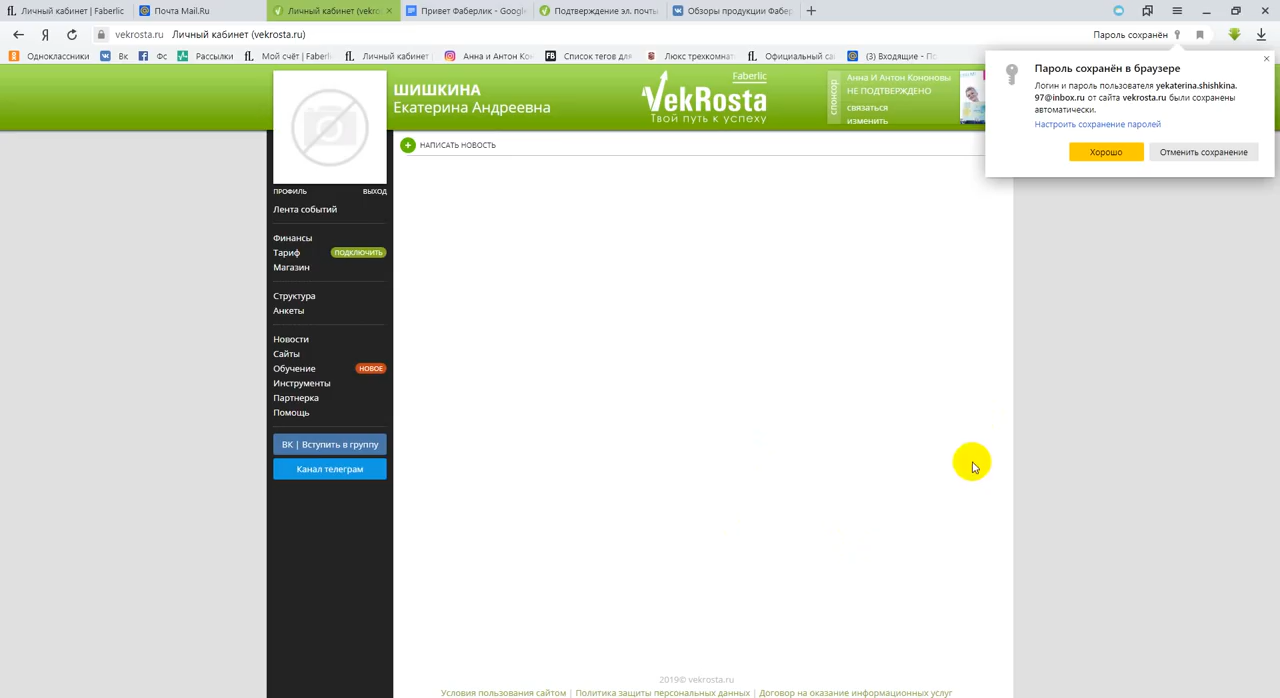 Личный кабинет | Faberlic
Почта Mail.Ru
Личный кабинет (vekros
Привет Фаберлик - Google
Подтверждение эл. почты
Обзоры продукции Фабер
vekrosta.ru Личный кабинет (vekrosta.ru)
Пароль сохранён
Одноклассники
Вк
Фс
Рассылки
Мой счёт | Faberl
Личный кабинет
Анна и Антон Кон
Список тегов для
Люкс трехкомнат
Официальный са
(3) Входящие - По
Пароль сохранён в браузере
Логин и пароль пользователя yekaterina.shishkina.
97@inbox.ru от сайта vekrosta.ru были сохранены
автоматически.
Настроить сохранение паролей
Хорошо
Отменить сохранение
ШИШКИНА
Екатерина Андреевна
Faberlic
VekRosta
Твой путь к успеху
спонсор
Анна И Антон Кононовы
НЕ ПОДТВЕРЖДЕНО
связаться
изменить
НАПИСАТЬ НОВОСТЬ
ПРОФИЛЬ
ВЫХОД
Лента событий
Финансы
Тариф ПОДКЛЮЧИТЬ
Магазин
Структура
Анкеты
Новости
Сайты
Обучение НОВОЕ
Инструменты
Партнерка
Помощь
ВК | Вступить в группу
Канал телеграм
2019© vekrosta.ru
Условия пользования сайтом | Политика защиты персональных данных | Договор на оказание информационных услуг